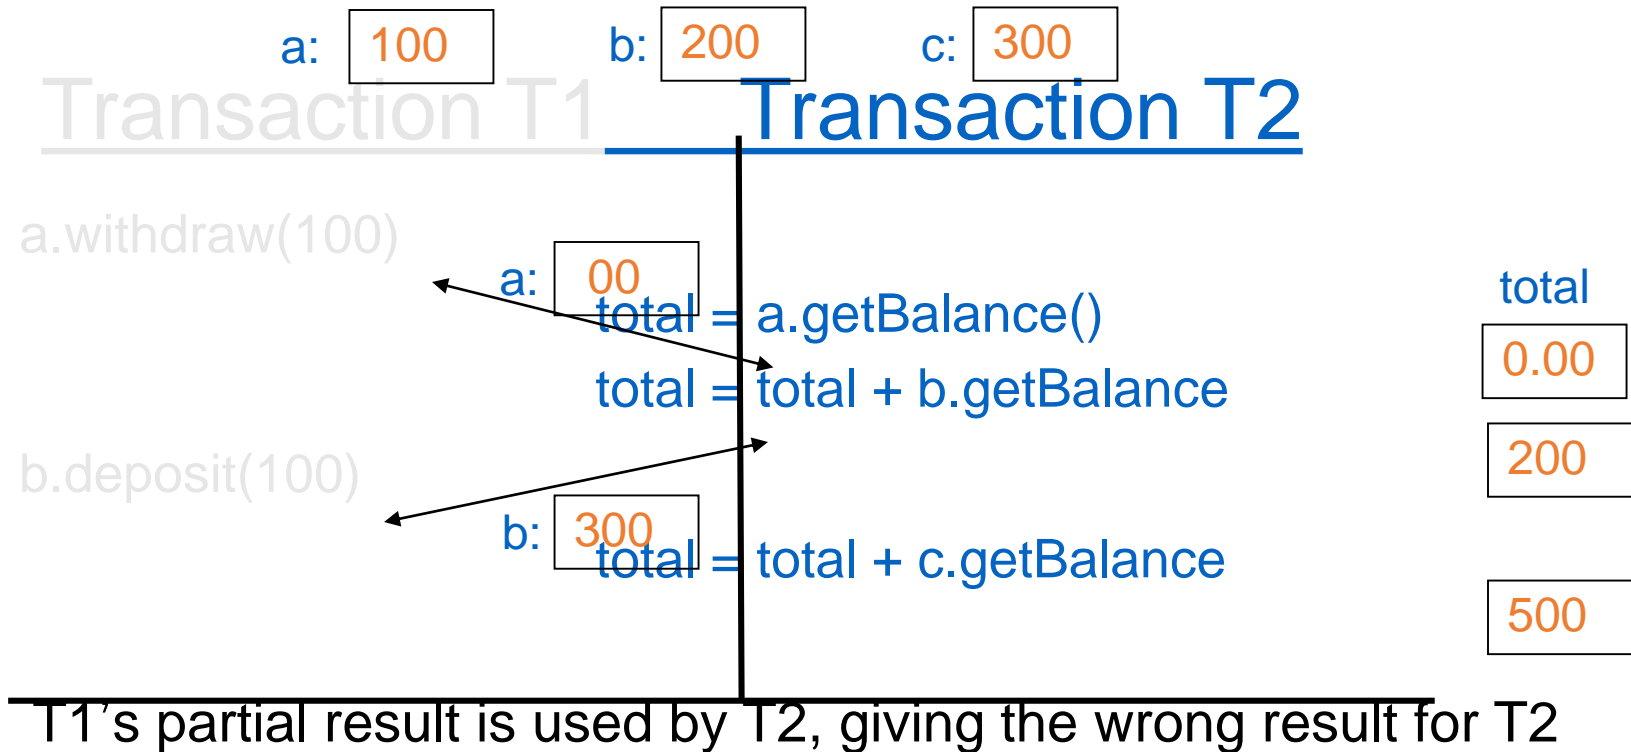 a: 100 b: 200 c: 300
Transaction T1 Transaction T2
a.withdraw(100)
a: 00
total
total = a.getBalance()
0.00
total = total + b.getBalance
200
b.deposit(100)
b: 300
total = total + c.getBalance
500
T1’s partial result is used by T2, giving the wrong result for T2